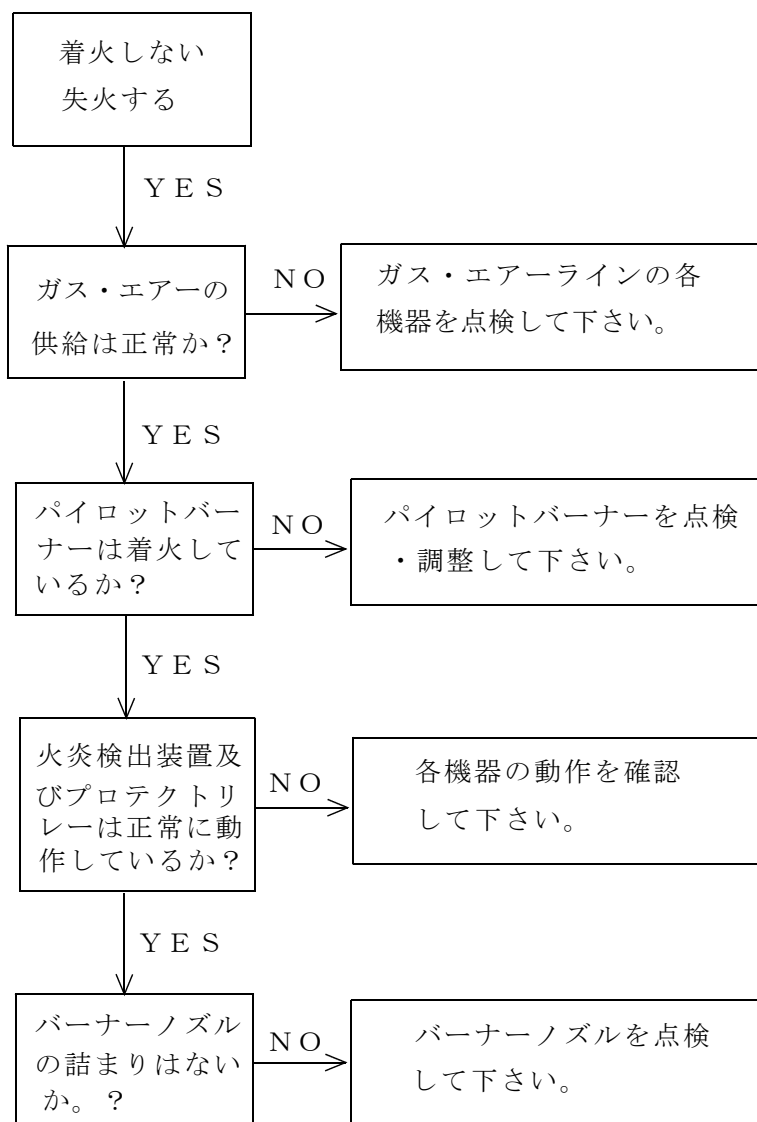 着火しない
失火する
ＹＥＳ
ガス・エアーの
供給は正常か？
ＮＯ
ガス・エアーラインの各
機器を点検して下さい。
ＹＥＳ
パイロットバー
ナーは着火して
いるか？
ＮＯ
パイロットバーナーを点検
・調整して下さい。
ＹＥＳ
火炎検出装置及
びプロテクトリ
レーは正常に動
作しているか？
ＮＯ
各機器の動作を確認
して下さい。
ＹＥＳ
バーナーノズル
の詰まりはない
か。？
ＮＯ
バーナーノズルを点検
して下さい。